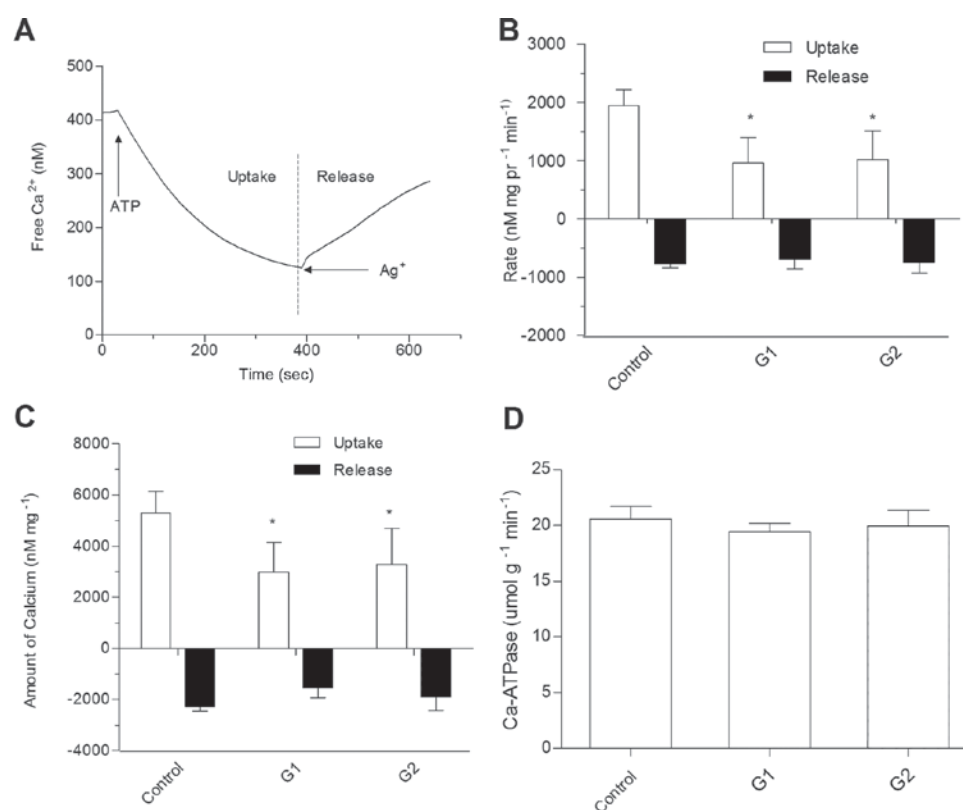 A
500
400
300
200
100
0
Free Ca²⁺ (nM)
ATP
Uptake
Release
Ag⁺
0
200
400
600
Time (sec)
B
Uptake
Release
3000
2000
1000
0
-1000
-2000
Rate (nM mg pr⁻¹ min⁻¹)
*
*
Control
G1
G2
C
Uptake
Release
8000
6000
4000
2000
0
-2000
-4000
Amount of Calcium (nM mg⁻¹)
*
*
Control
G1
G2
D
25
20
15
10
5
0
Ca-ATPase (umol g⁻¹ min⁻¹)
Control
G1
G2